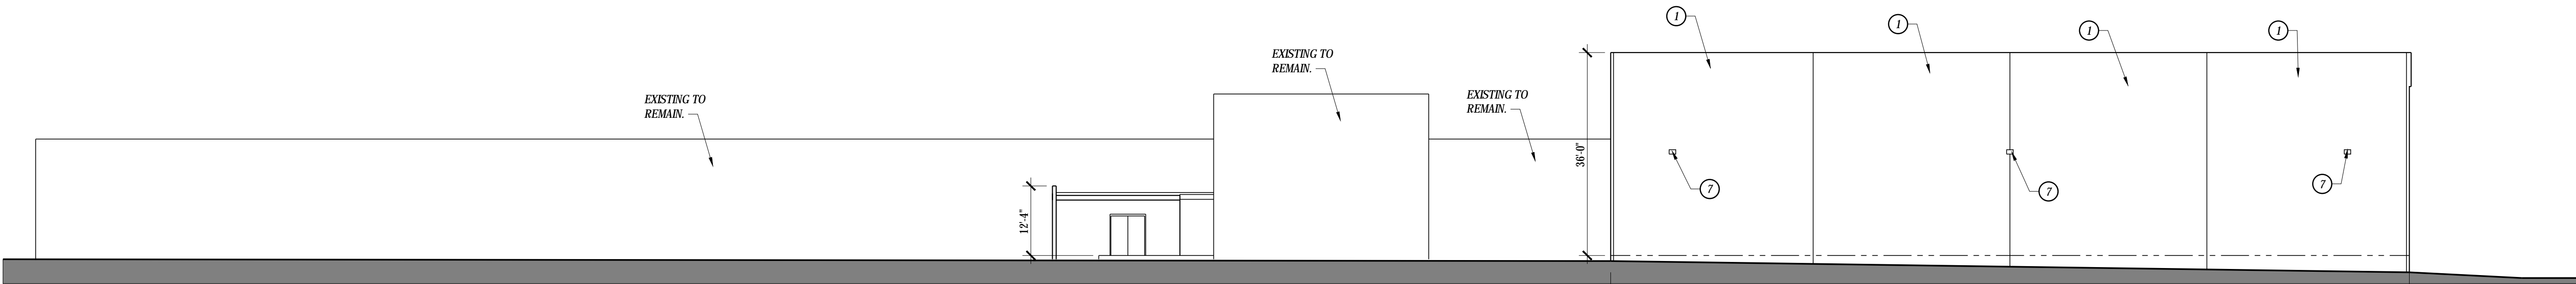 EXISTING TO
REMAIN.
12'-4"
EXISTING TO
REMAIN.
EXISTING TO
REMAIN.
36'-0"
1
1
1
1
7
7
7